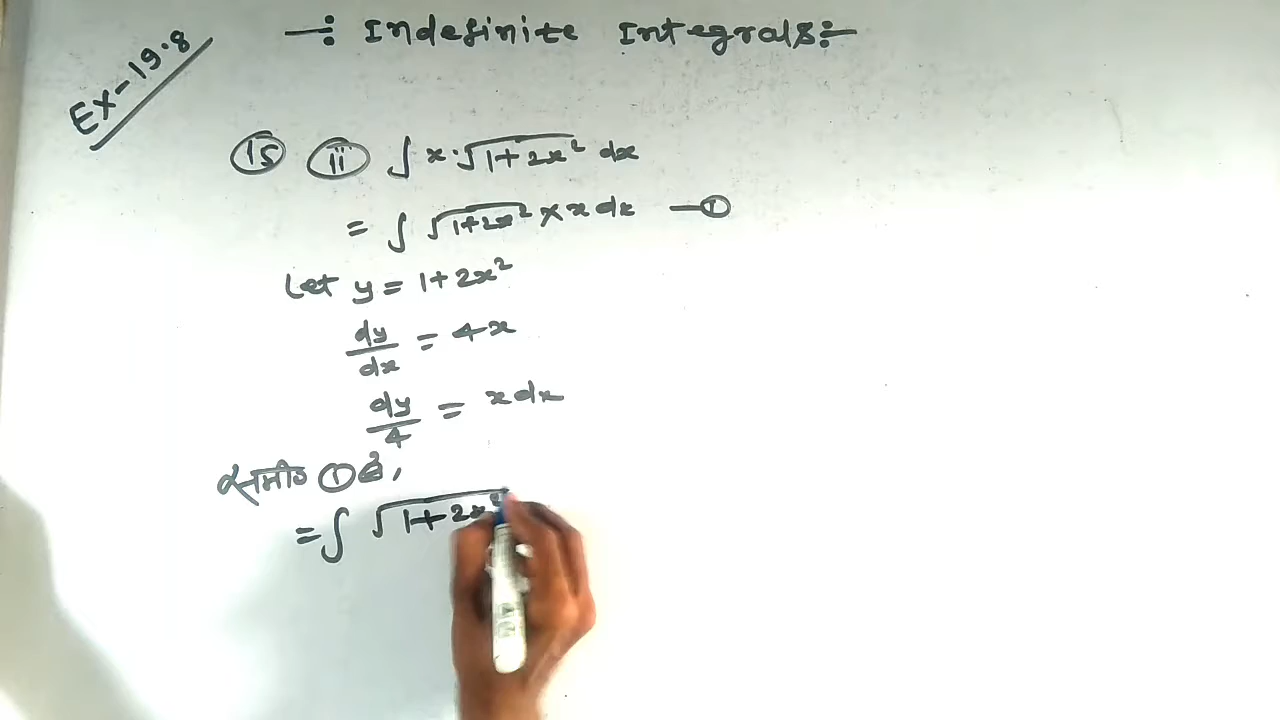 -: Indefinite Integrals:-
Ex-19.8
15 ii ∫ x.√1+2x² dx
= ∫ √1+2x² × x dx —①
Let y = 1+2x²
dy/dx = 4x
dy/4 = x dx
समी० ① से,
= ∫ √1+2x²